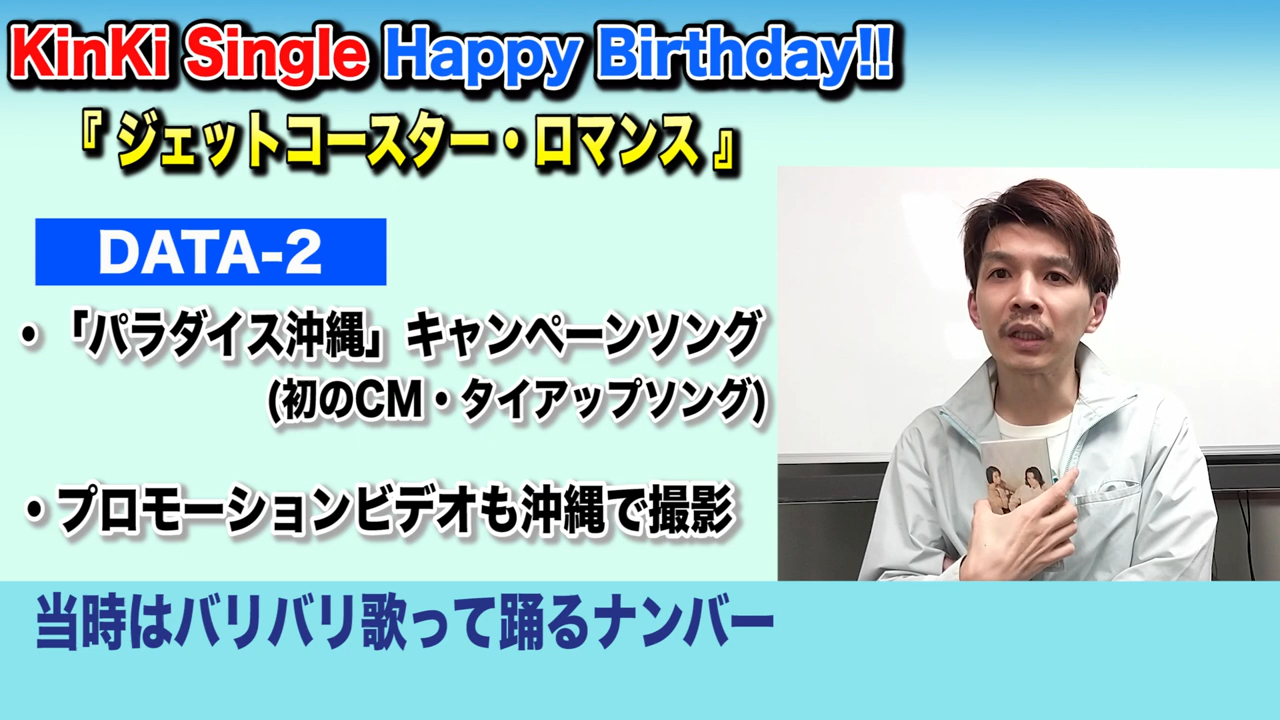 KinKi Single Happy Birthday!!
『 ジェットコースター・ロマンス 』
DATA-2
・「パラダイス沖縄」キャンペーンソング
(初のCM・タイアップソング)
・プロモーションビデオも沖縄で撮影
当時はバリバリ歌って踊るナンバー